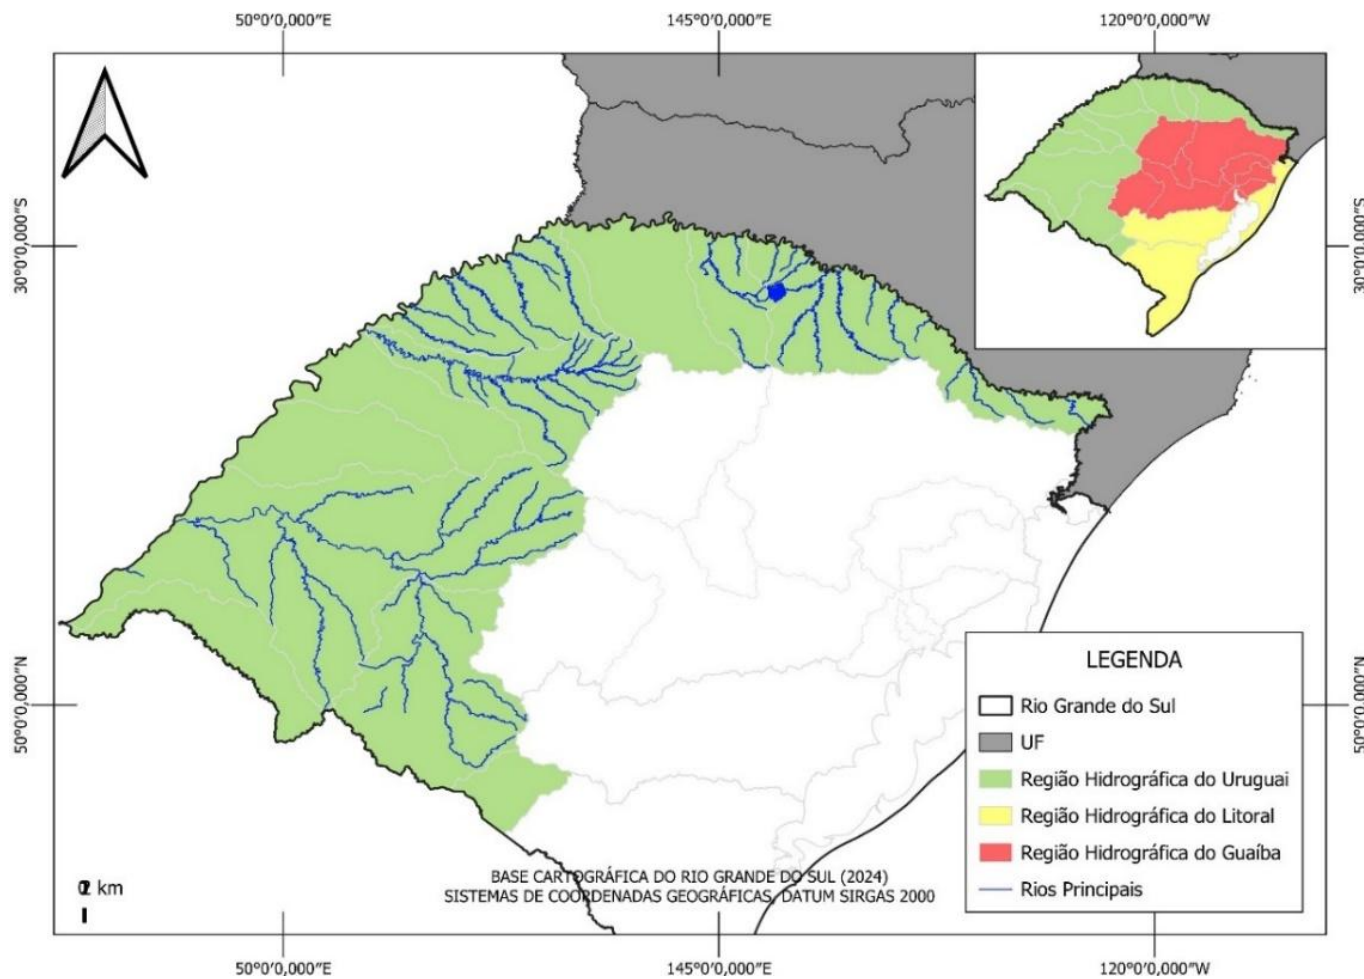 50°0'0,000"E
145°0'0,000"E
120°0'0,000"W
30°0'0,000"S
30°0'0,000"S
50°0'0,000"N
50°0'0,000"N
LEGENDA
Rio Grande do Sul
UF
Região Hidrográfica do Uruguai
Região Hidrográfica do Litoral
Região Hidrográfica do Guaíba
Rios Principais
km
BASE CARTOGRÁFICA DO RIO GRANDE DO SUL (2024)
SISTEMAS DE COORDENADAS GEOGRÁFICAS, DATUM SIRGAS 2000
50°0'0,000"E
145°0'0,000"E
120°0'0,000"W